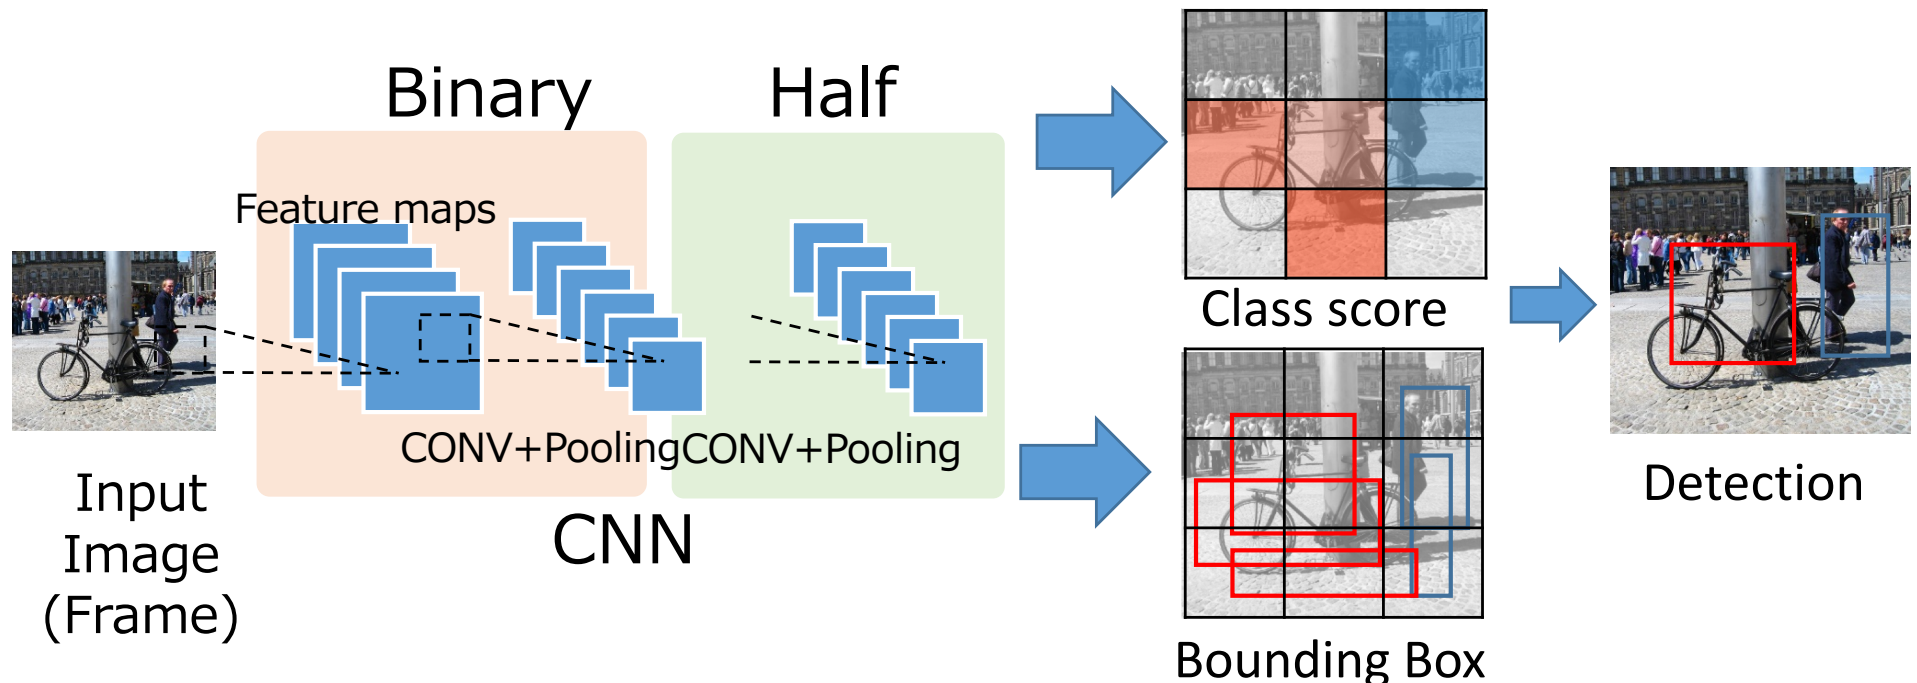 Binary
Half
Feature maps
CONV+Pooling
CONV+Pooling
Input
Image
(Frame)
CNN
Class score
Bounding Box
Detection